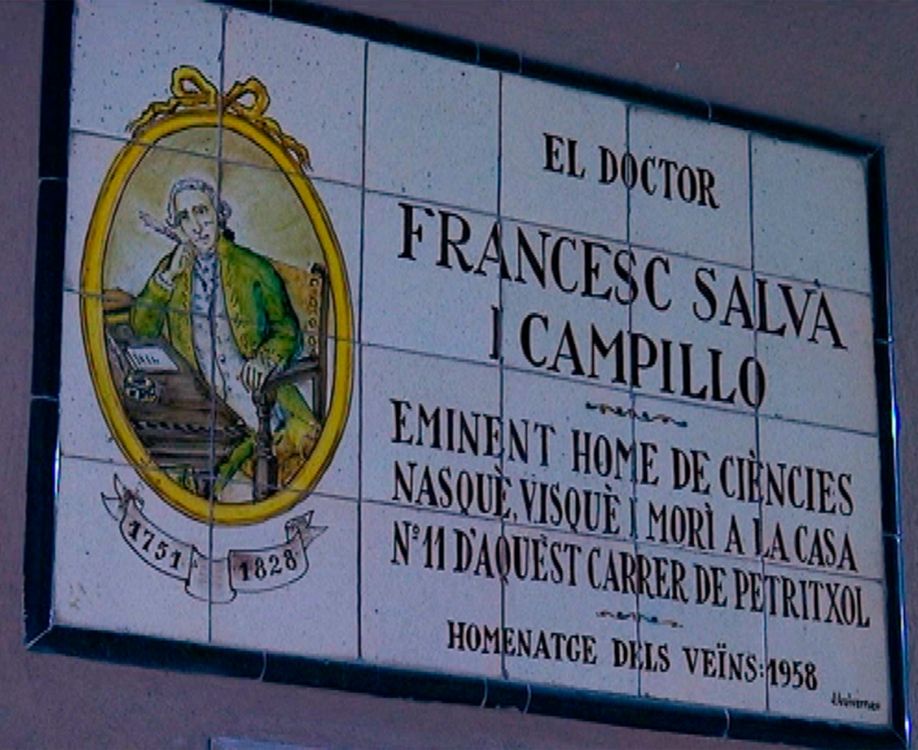 EL DOCTOR
FRANCESC SALVÀ
I CAMPILLO
EMINENT HOME DE CIÈNCIES
NASQUÈ, VISQUÈ I MORÌ A LA CASA
Nº 11 D'AQUEST CARRER DE PETRITXOL
HOMENATGE DELS VEÏNS: 1958
1751 1828